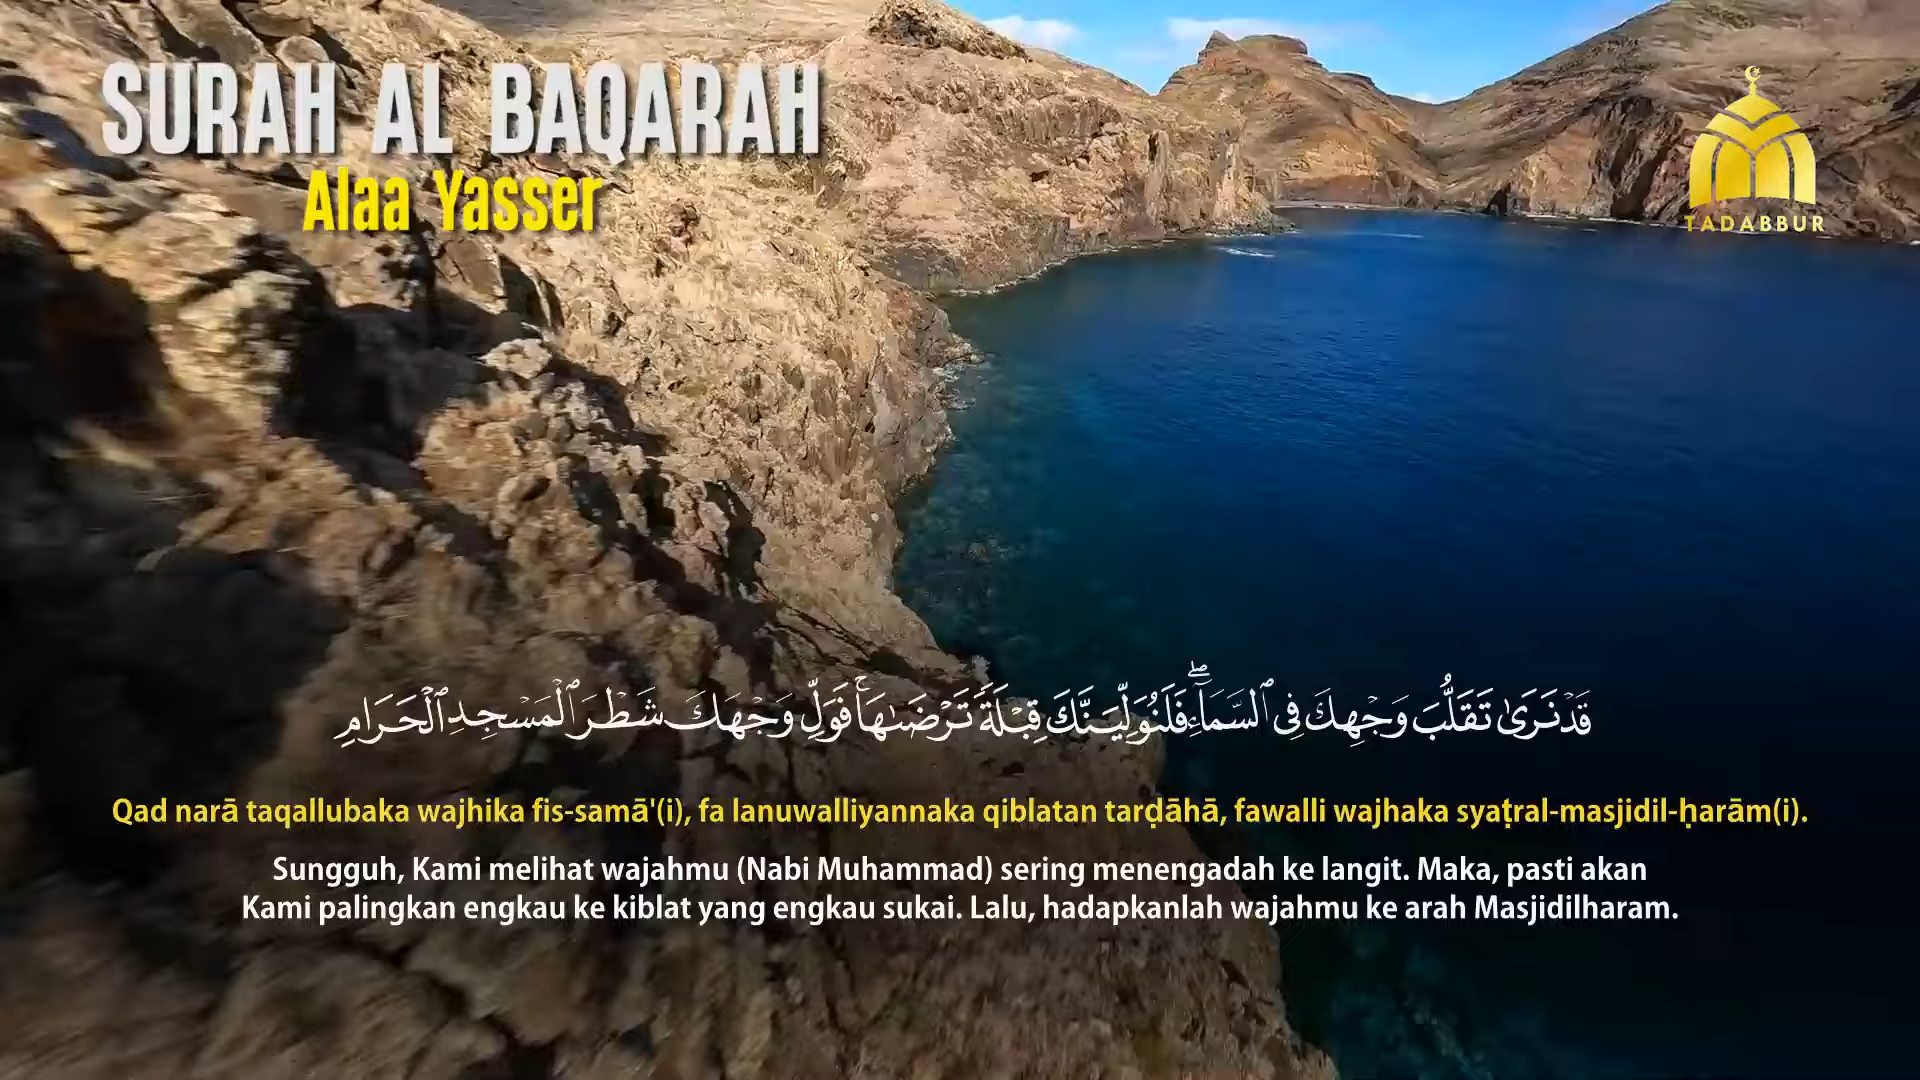 SURAH AL BAQARAH
Alaa Yasser
TADABBUR
قَدْ نَرَىٰ تَقَلُّبَ وَجْهِكَ فِي ٱلسَّمَآءِۖ فَلَنُوَلِّيَنَّكَ قِبْلَةً تَرْضَىٰهَاۚ فَوَلِّ وَجْهَكَ شَطْرَ ٱلْمَسْجِدِ ٱلْحَرَامِ
Qad narā taqallubaka wajhika fis-samā'(i), fa lanuwalliyannaka qiblatan tarḍāhā, fawalli wajhaka syaṭral-masjidil-ḥarām(i).
Sungguh, Kami melihat wajahmu (Nabi Muhammad) sering menengadah ke langit. Maka, pasti akan
Kami palingkan engkau ke kiblat yang engkau sukai. Lalu, hadapkanlah wajahmu ke arah Masjidilharam.